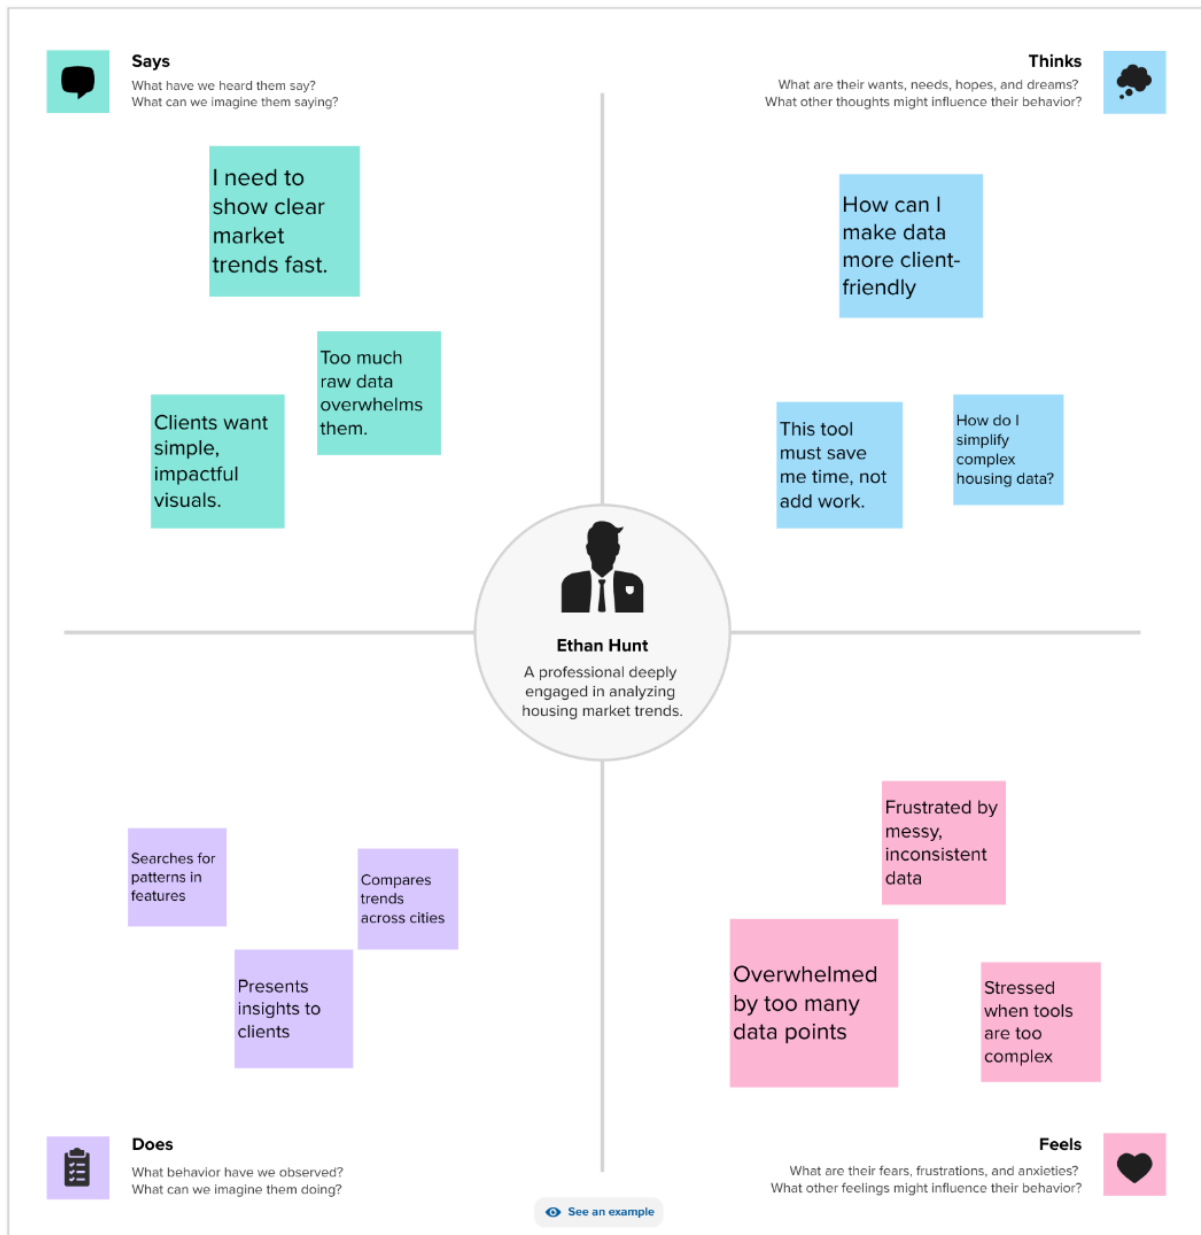 Says
What have we heard them say?
What can we imagine them saying?
Thinks
What are their wants, needs, hopes, and dreams?
What other thoughts might influence their behavior?
I need to
show clear
market
trends fast.
Too much
raw data
overwhelms
them.
Clients want
simple,
impactful
visuals.
How can I
make data
more client-
friendly
This tool
must save
me time, not
add work.
How do I
simplify
complex
housing data?
Ethan Hunt
A professional deeply
engaged in analyzing
housing market trends.
Searches for
patterns in
features
Compares
trends
across cities
Presents
insights to
clients
Frustrated by
messy,
inconsistent
data
Overwhelmed
by too many
data points
Stressed
when tools
are too
complex
Does
What behavior have we observed?
What can we imagine them doing?
Feels
What are their fears, frustrations, and anxieties?
What other feelings might influence their behavior?
See an example